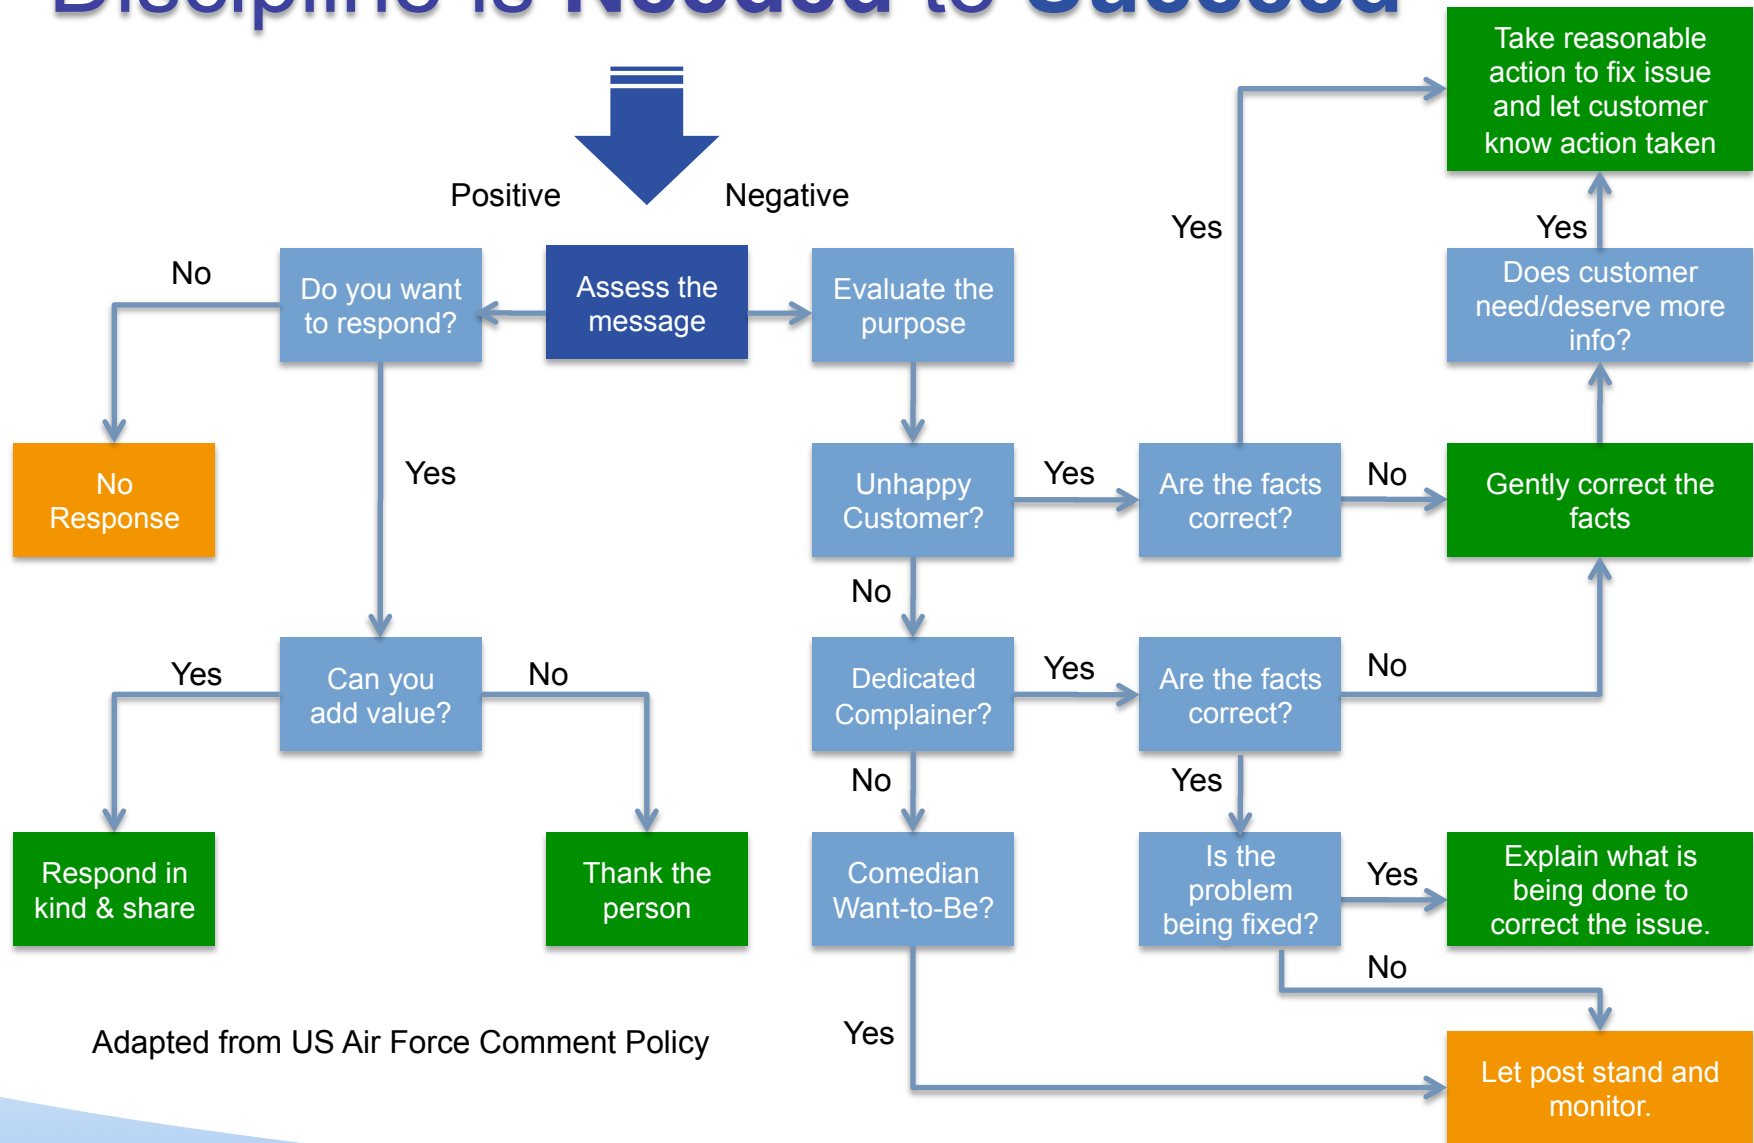 Discipline is Needed to Succeed
Take reasonable
action to fix issue
and let customer
know action taken
Positive
Negative
Yes
Yes
No
Do you want
to respond?
Assess the
message
Evaluate the
purpose
Does customer
need/deserve more
info?
No
Response
Yes
Unhappy
Customer?
Yes
Are the facts
correct?
No
Gently correct the
facts
No
Yes
Can you
add value?
No
Dedicated
Complainer?
Yes
Are the facts
correct?
No
No
Yes
Respond in
kind & share
Thank the
person
Comedian
Want-to-Be?
Is the
problem
being fixed?
Yes
Explain what is
being done to
correct the issue.
No
Adapted from US Air Force Comment Policy
Yes
Let post stand and
monitor.